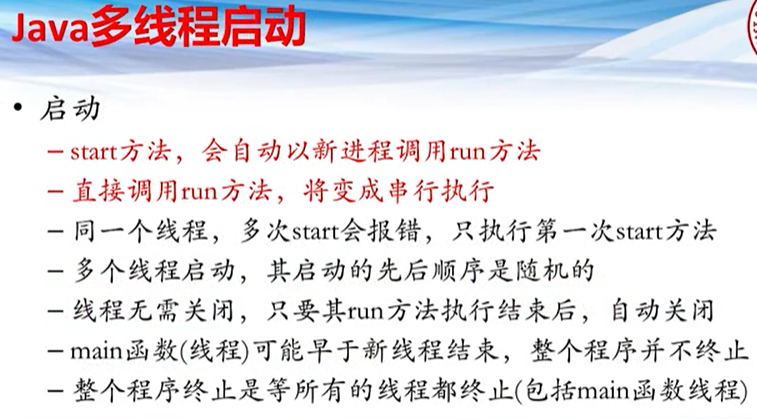 Java多线程启动
• 启动
– start方法，会自动以新进程调用run方法
– 直接调用run方法，将变成串行执行
– 同一个线程，多次start会报错，只执行第一次start方法
– 多个线程启动，其启动的先后顺序是随机的
– 线程无需关闭，只要其run方法执行结束后，自动关闭
– main函数(线程)可能早于新线程结束，整个程序并不终止
– 整个程序终止是等所有的线程都终止(包括main函数线程)